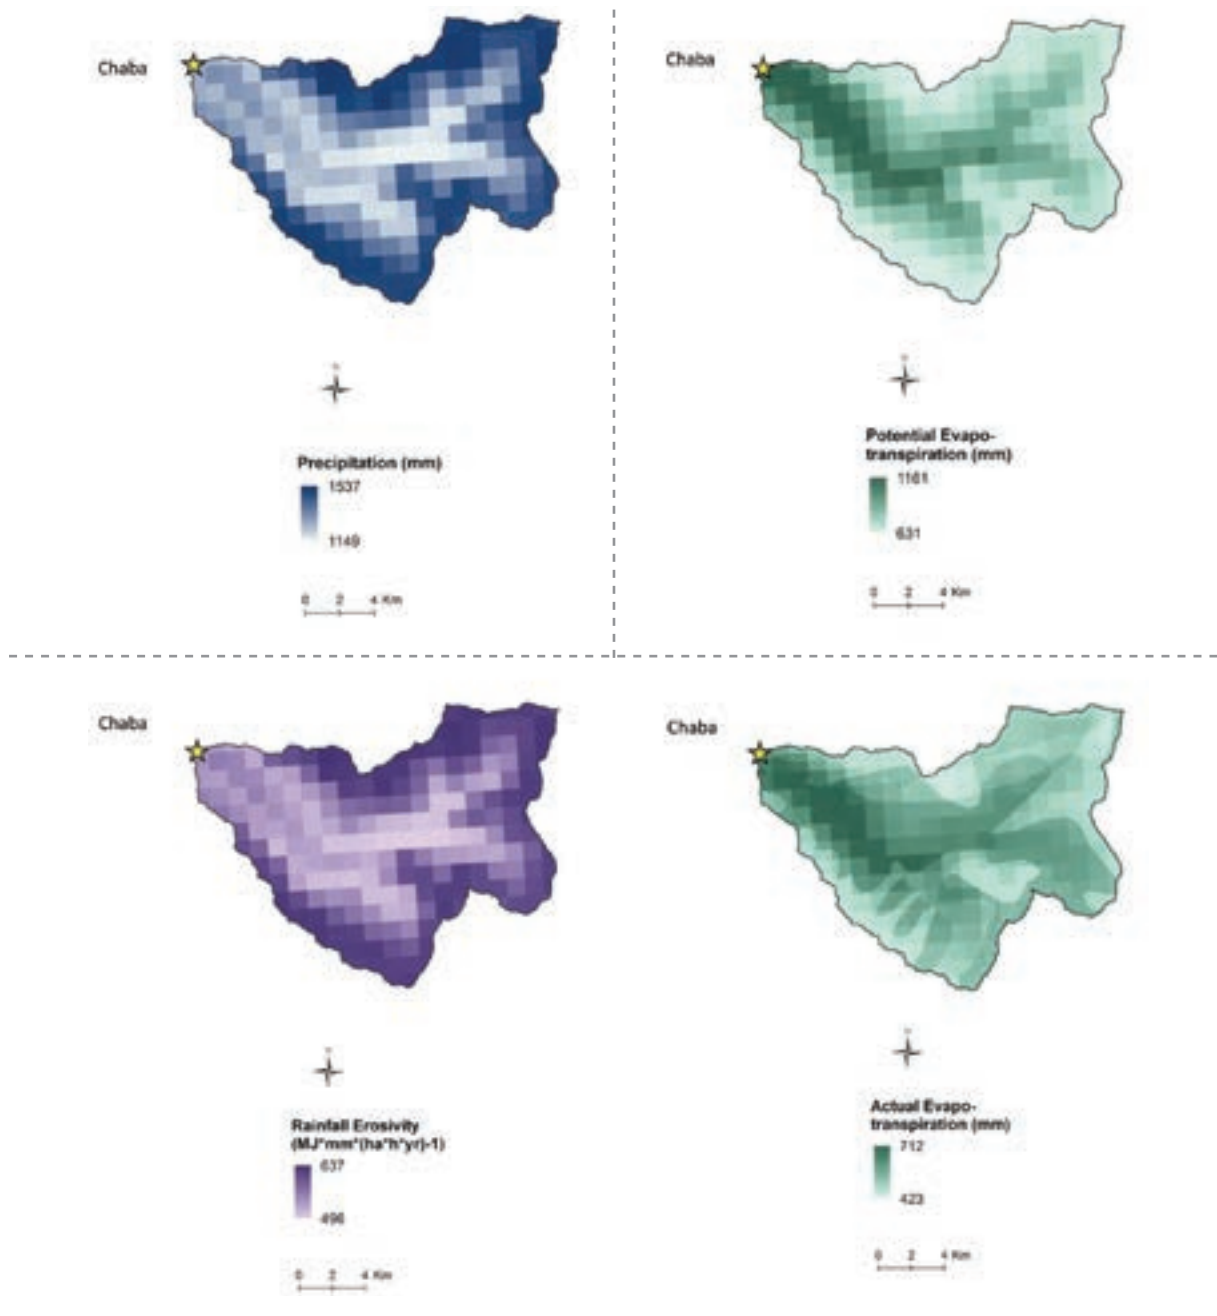 Chaba
Precipitation (mm)
1537
1149
0 2 4 Km
Chaba
Potential Evapo-
transpiration (mm)
1161
631
0 2 4 Km
Chaba
Rainfall Erosivity
(MJ*mm*(ha*h*yr)-1)
637
496
0 2 4 Km
Chaba
Actual Evapo-
transpiration (mm)
712
423
0 2 4 Km